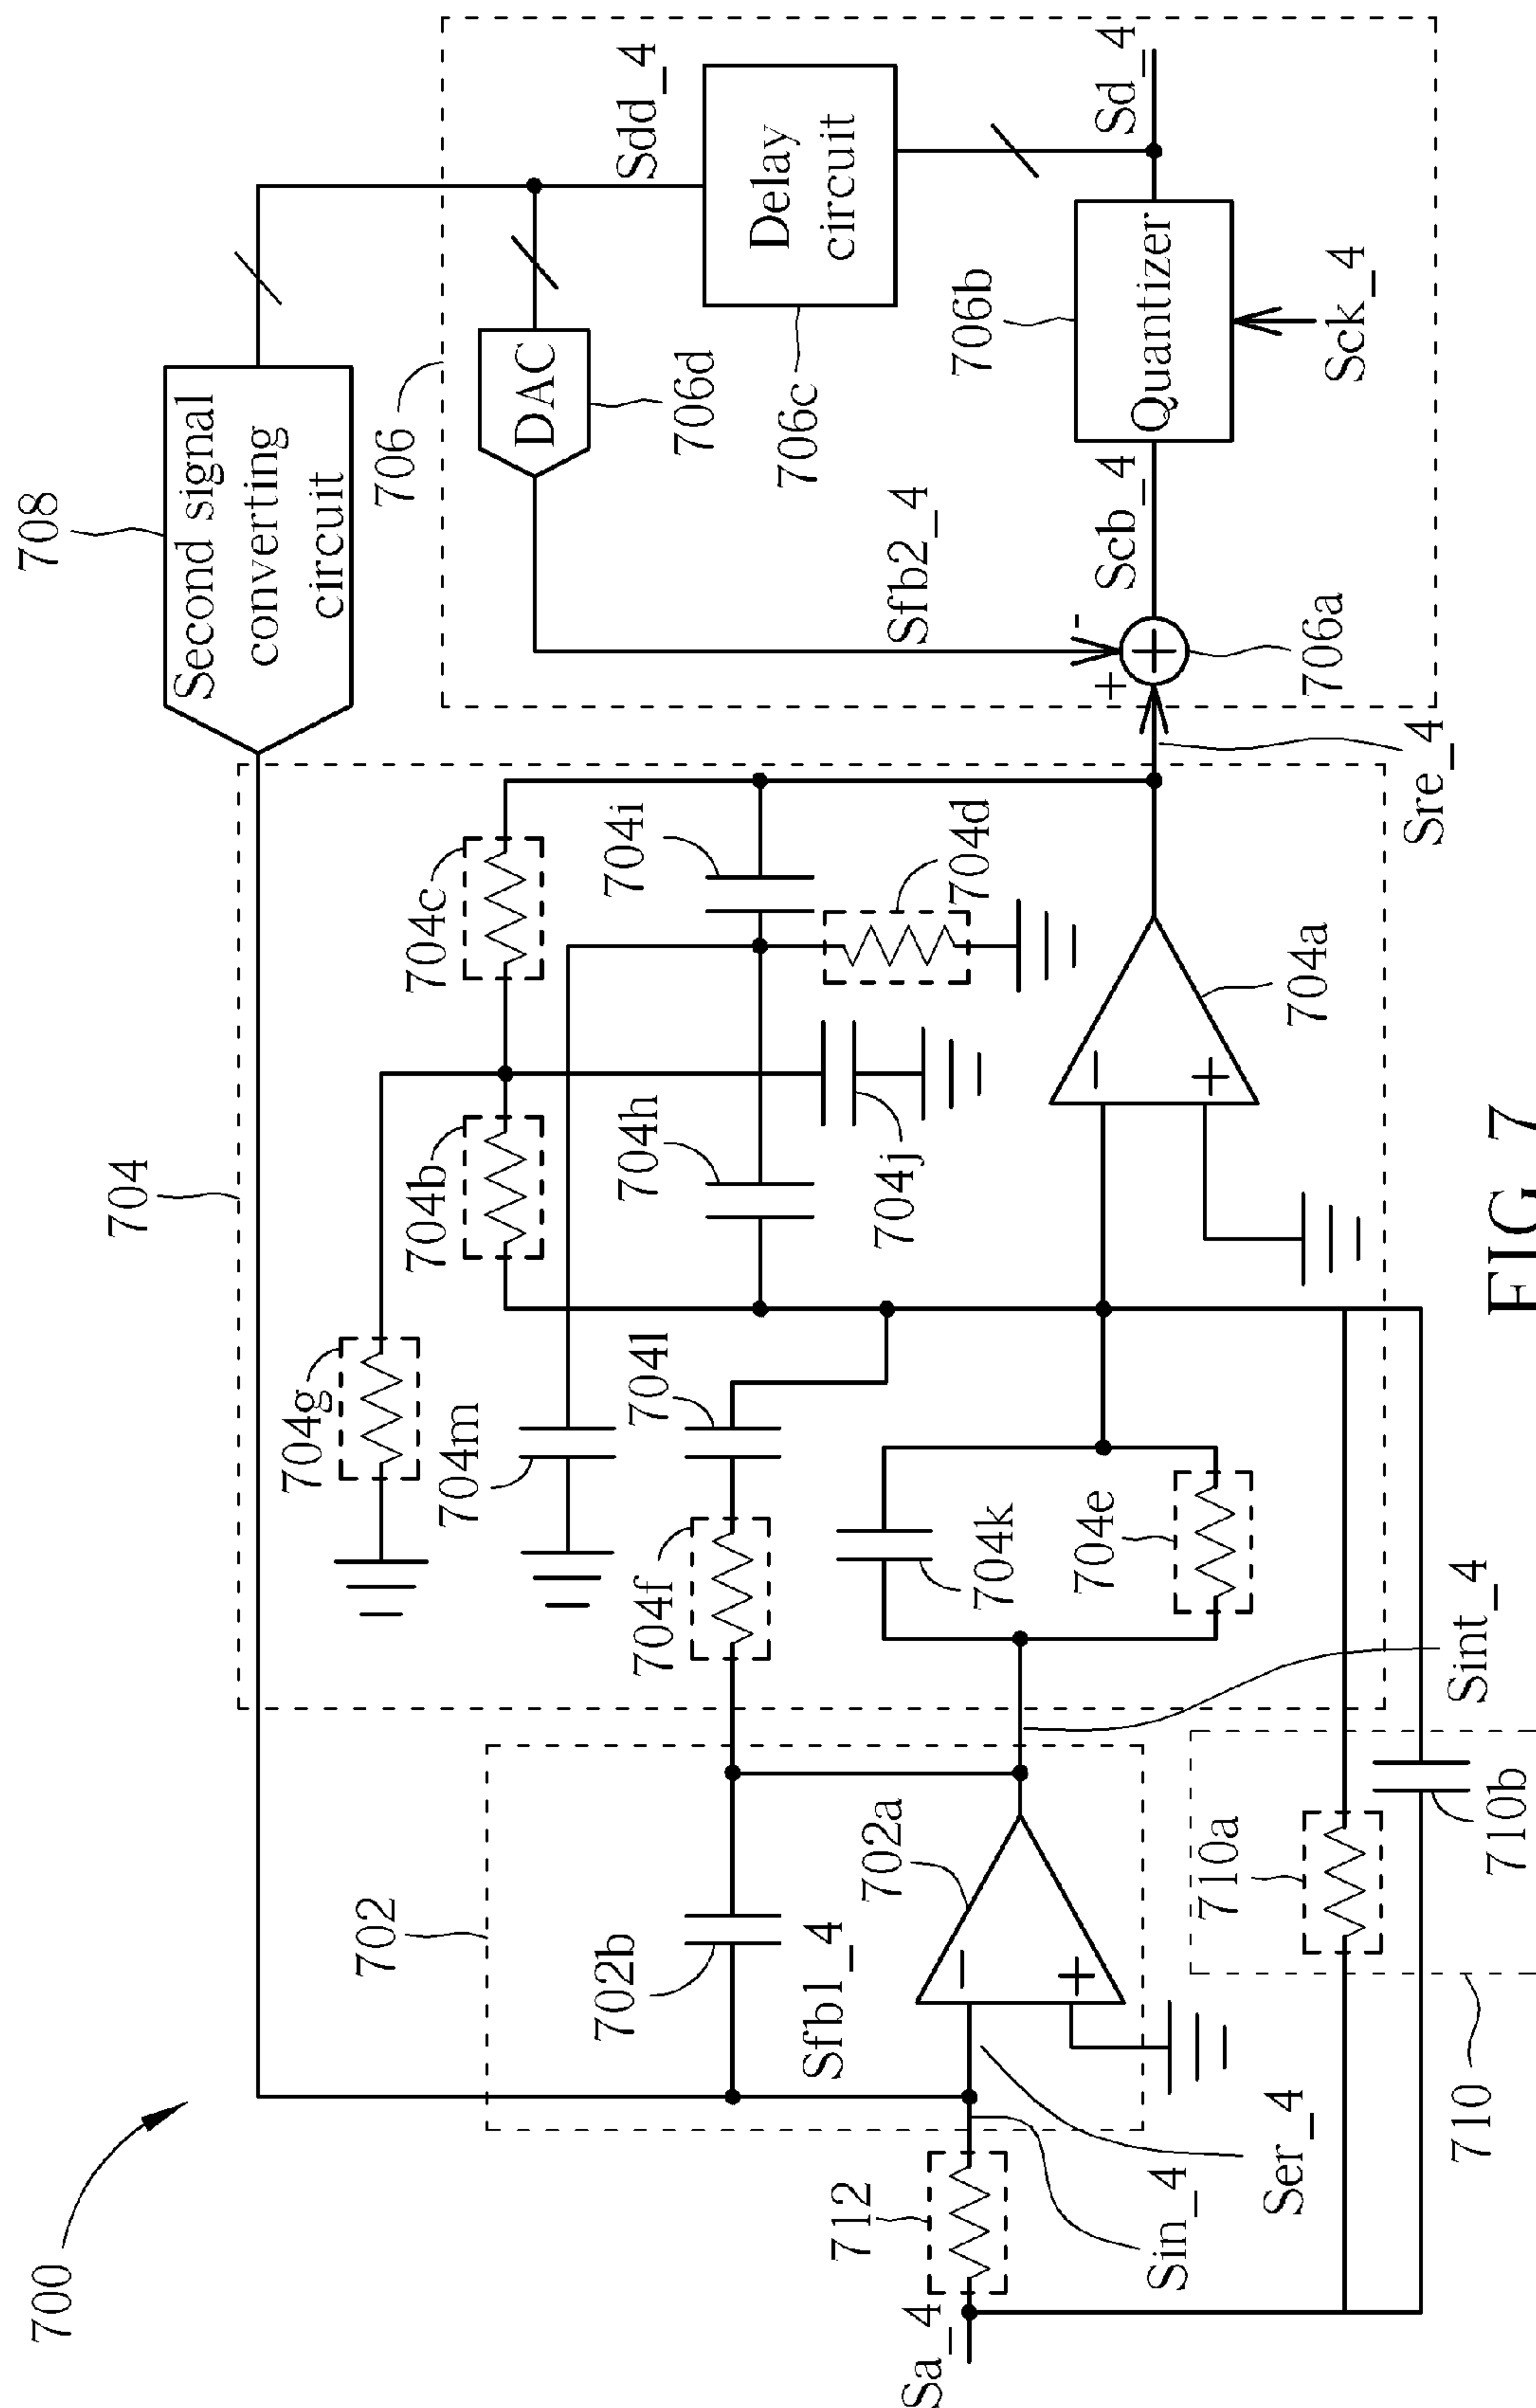 700
708
Second signal
converting
circuit
704
706
704g
704b
704c
704m
704h
704i
704l
704j
704d
704f
704k
704e
704a
702
702b
702a
Sfb1_4
712
Sa_4
Sin_4
Ser_4
Sint_4
710
710a
710b
Sre_4
DAC
706d
Sdd_4
Delay
circuit
706c
Sfb2_4
706b
Quantizer
Scb_4
Sd_4
Sck_4
706a
+
-
+
−
+
−
+
FIG. 7